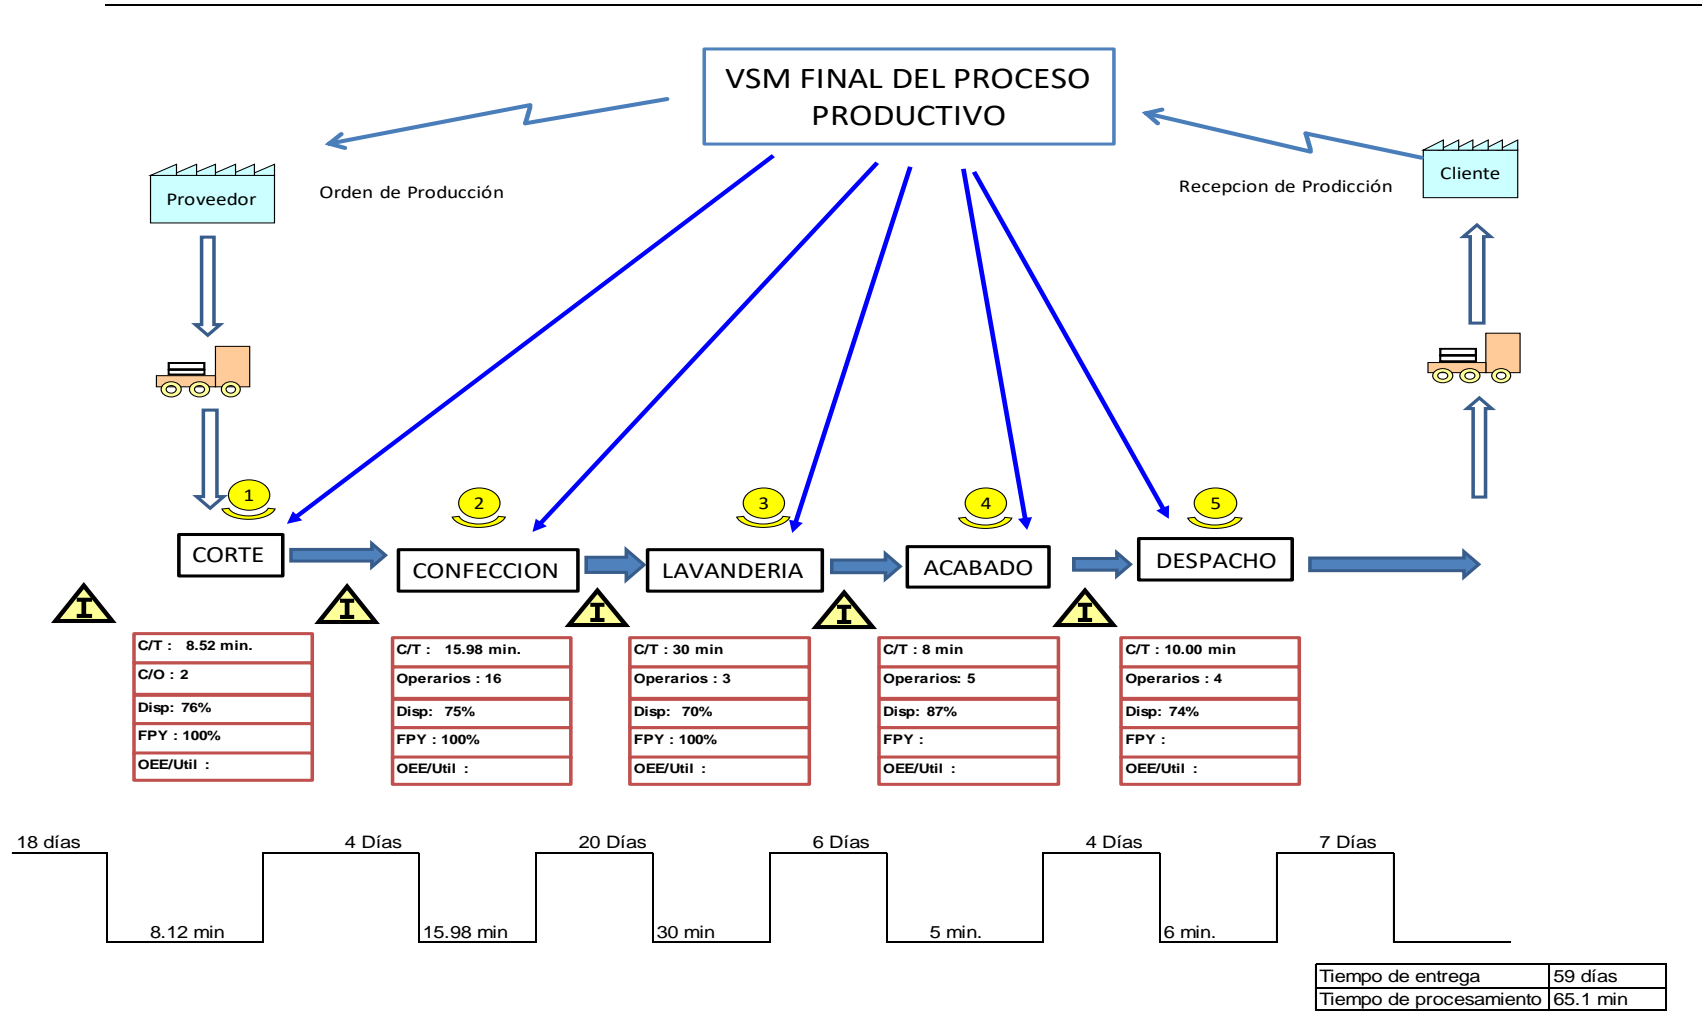 VSM FINAL DEL PROCESO
PRODUCTIVO
Proveedor
Orden de Producción
Recepcion de Prodicción
Cliente
1
2
3
4
5
CORTE
CONFECCION
LAVANDERIA
ACABADO
DESPACHO
I
I
I
I
I
C/T : 8.52 min.
C/O : 2
Disp: 76%
FPY : 100%
OEE/Util :
C/T : 15.98 min.
Operarios : 16
Disp: 75%
FPY : 100%
OEE/Util :
C/T : 30 min
Operarios : 3
Disp: 70%
FPY : 100%
OEE/Util :
C/T : 8 min
Operarios: 5
Disp: 87%
FPY :
OEE/Util :
C/T : 10.00 min
Operarios : 4
Disp: 74%
FPY :
OEE/Util :
18 días
4 Días
20 Días
6 Días
4 Días
7 Días
8.12 min
15.98 min
30 min
5 min.
6 min.
Tiempo de entrega 59 días
Tiempo de procesamiento 65.1 min